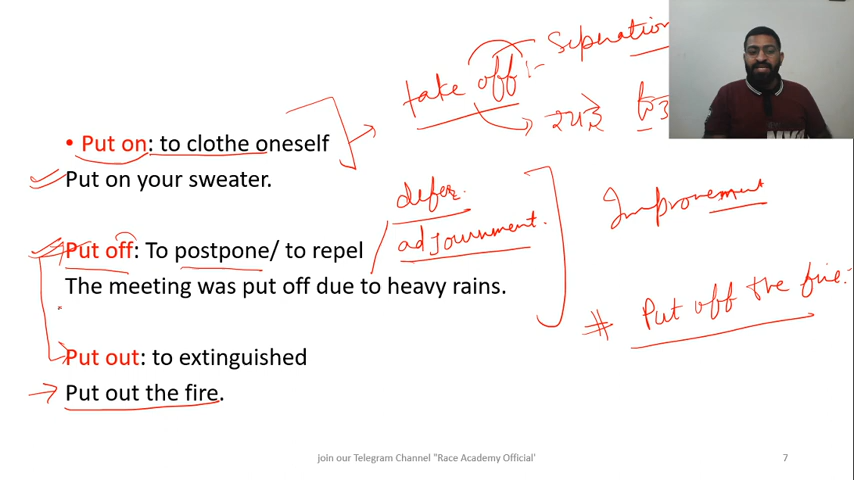 take off :- Seperation
• Put on: to clothe oneself
Put on your sweater.
defer.
adjournment.
Improvement
Put off: To postpone/ to repel
The meeting was put off due to heavy rains.
# Put off the fire.
Put out: to extinguished
Put out the fire.
join our Telegram Channel "Race Academy Official'
7